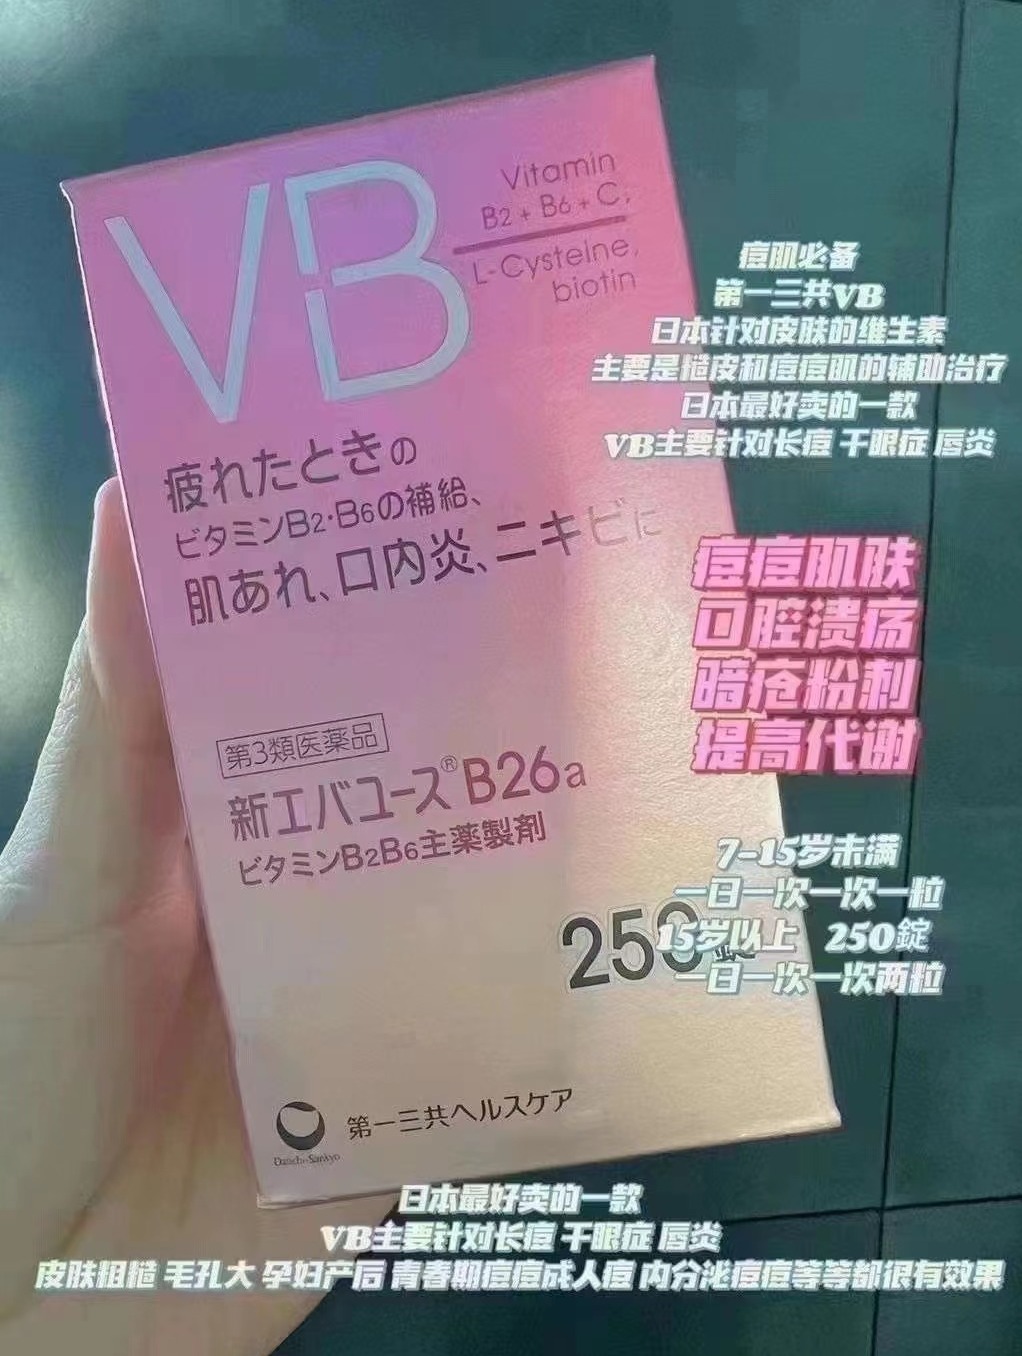 VB
Vitamin
B2 + B6 + C,
L-Cysteine,
biotin
疲れたときの
ビタミンB2・B6の補給、
肌あれ、口内炎、ニキビに
第3類医薬品
新エバユース® B26a
ビタミンB2B6主薬製剤
250錠
第一三共ヘルスケア
Daiichi-Sankyo
痘肌必备
第一三共VB
日本针对皮肤的维生素
主要是糙皮和痘痘肌的辅助治疗
日本最好卖的一款
VB主要针对长痘 干眼症 唇炎
痘痘肌肤
口腔溃疡
暗疮粉刺
提高代谢
7-15岁未满
一日一次一次一粒
15岁以上 250錠
一日一次一次两粒
日本最好卖的一款
VB主要针对长痘 干眼症 唇炎
皮肤粗糙 毛孔大 孕妇产后 青春期痘痘成人痘 内分泌痘痘等等都很有效果